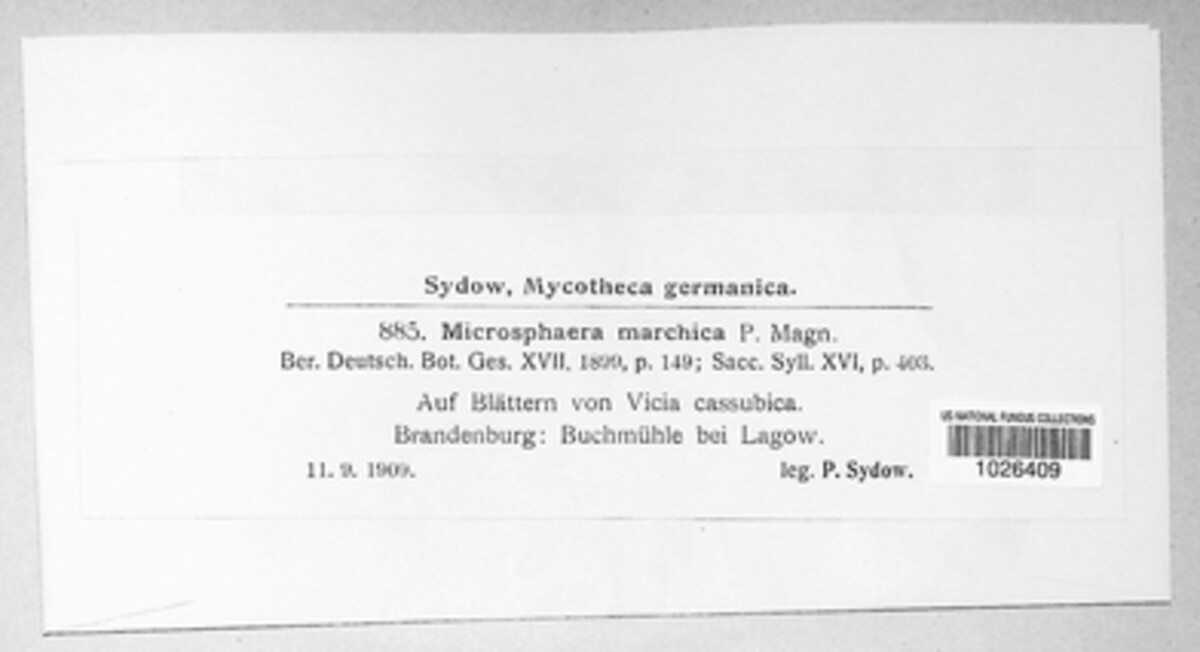 Sydow, Mycotheca germanica.
885. Microsphaera marchica P. Magn.
Ber. Deutsch. Bot. Ges. XVII, 1899, p. 149; Sacc. Syll. XVI, p. 403.
Auf Blättern von Vicia cassubica.
Brandenburg: Buchmühle bei Lagow.
11. 9. 1909. leg. P. Sydow.
US NATIONAL FUNGUS COLLECTIONS
1026409